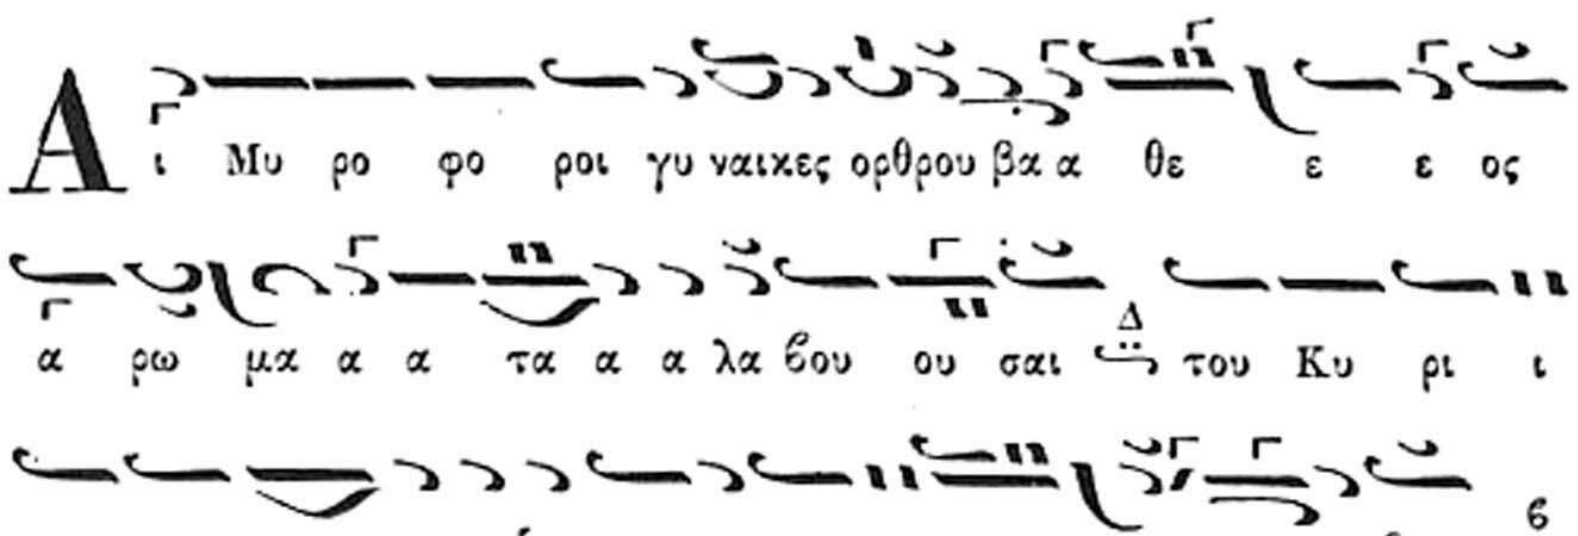 Α ι Μυ ρο φο ροι γυ ναικες ορθρου βα α θε ε ε ος
α ρω μα α α τα α α λα βου ου σαι Δ του Κυ ρι ι
6